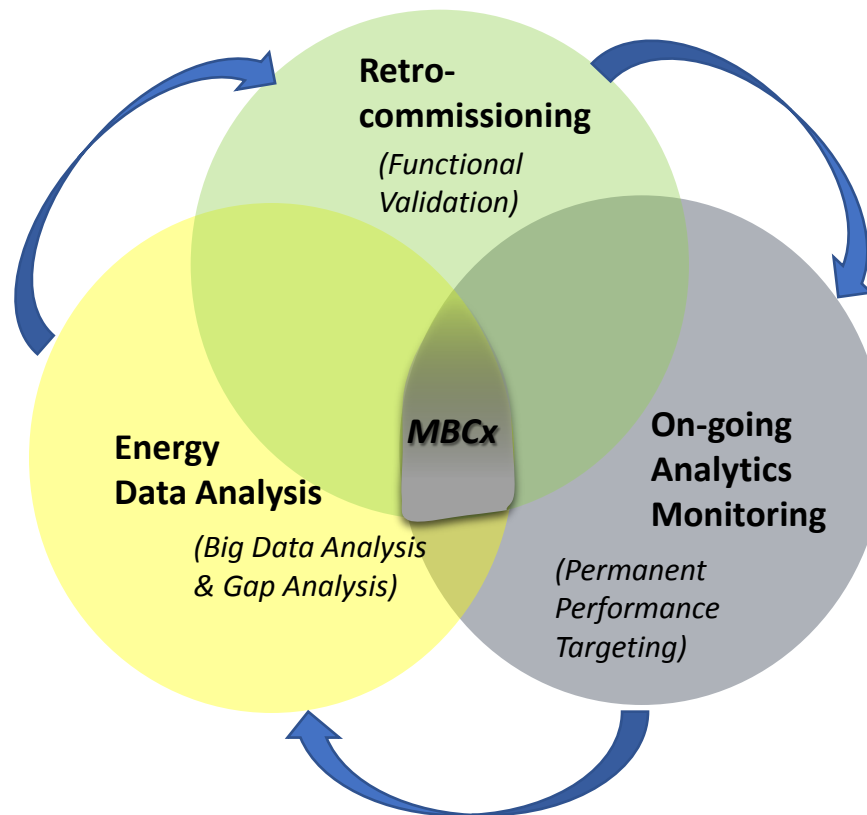 Retro-
commissioning
(Functional
Validation)
MBCx
Energy
Data Analysis
(Big Data Analysis
& Gap Analysis)
On-going
Analytics
Monitoring
(Permanent
Performance
Targeting)